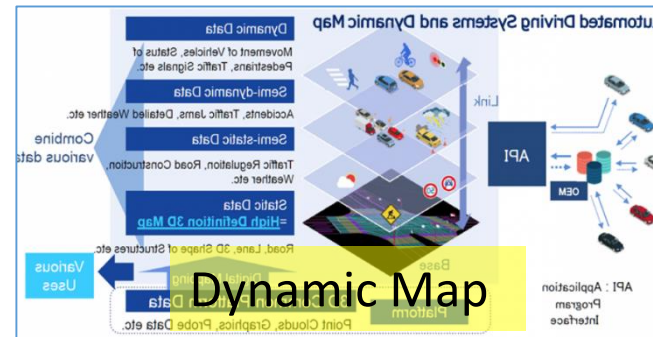 Automated Driving Systems and Dynamic Map
Dynamic Data
Movement of Vehicles, Status of
Pedestrians, Traffic Signals etc.
Semi-dynamic Data
Accidents, Traffic Jams, Detailed Weather etc.
Semi-static Data
Traffic Regulation, Road Construction,
Weather etc.
Static Data
=High Definition 3D Map
Road, Lane, 3D Shape of Structures etc.
Combine
various data
Various
Uses
Link
API
OEM
Base
Digital Mapping
Platform
Data
Point Clouds, Graphics, Probe Data etc.
API : Application
Program
Interface
Dynamic Map